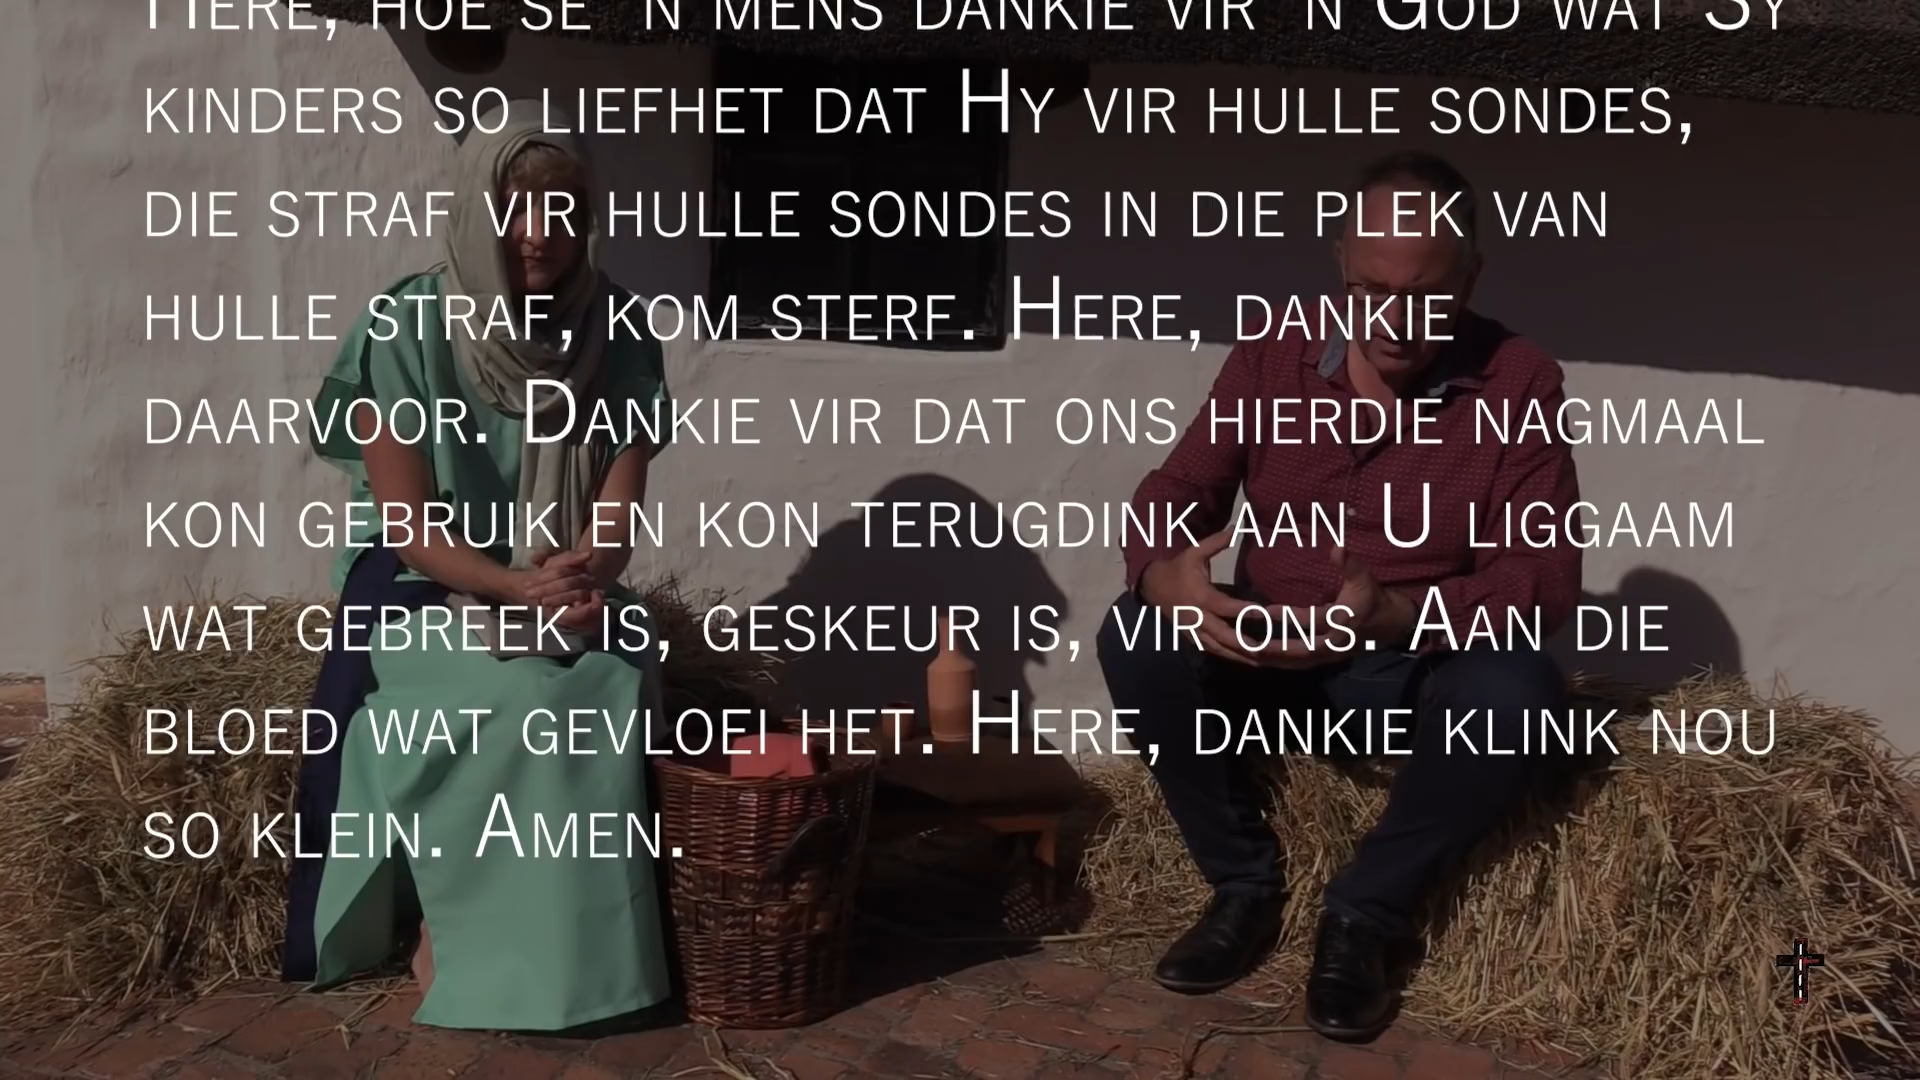 Here, hoe sê 'n mens dankie vir 'n God wat Sy
kinders so liefhet dat Hy vir hulle sondes,
die straf vir hulle sondes in die plek van
hulle straf, kom sterf. Here, dankie
daarvoor. Dankie vir dat ons hierdie nagmaal
kon gebruik en kon terugdink aan U liggaam
wat gebreek is, geskeur is, vir ons. Aan die
bloed wat gevloei het. Here, dankie klink nou
so klein. Amen.